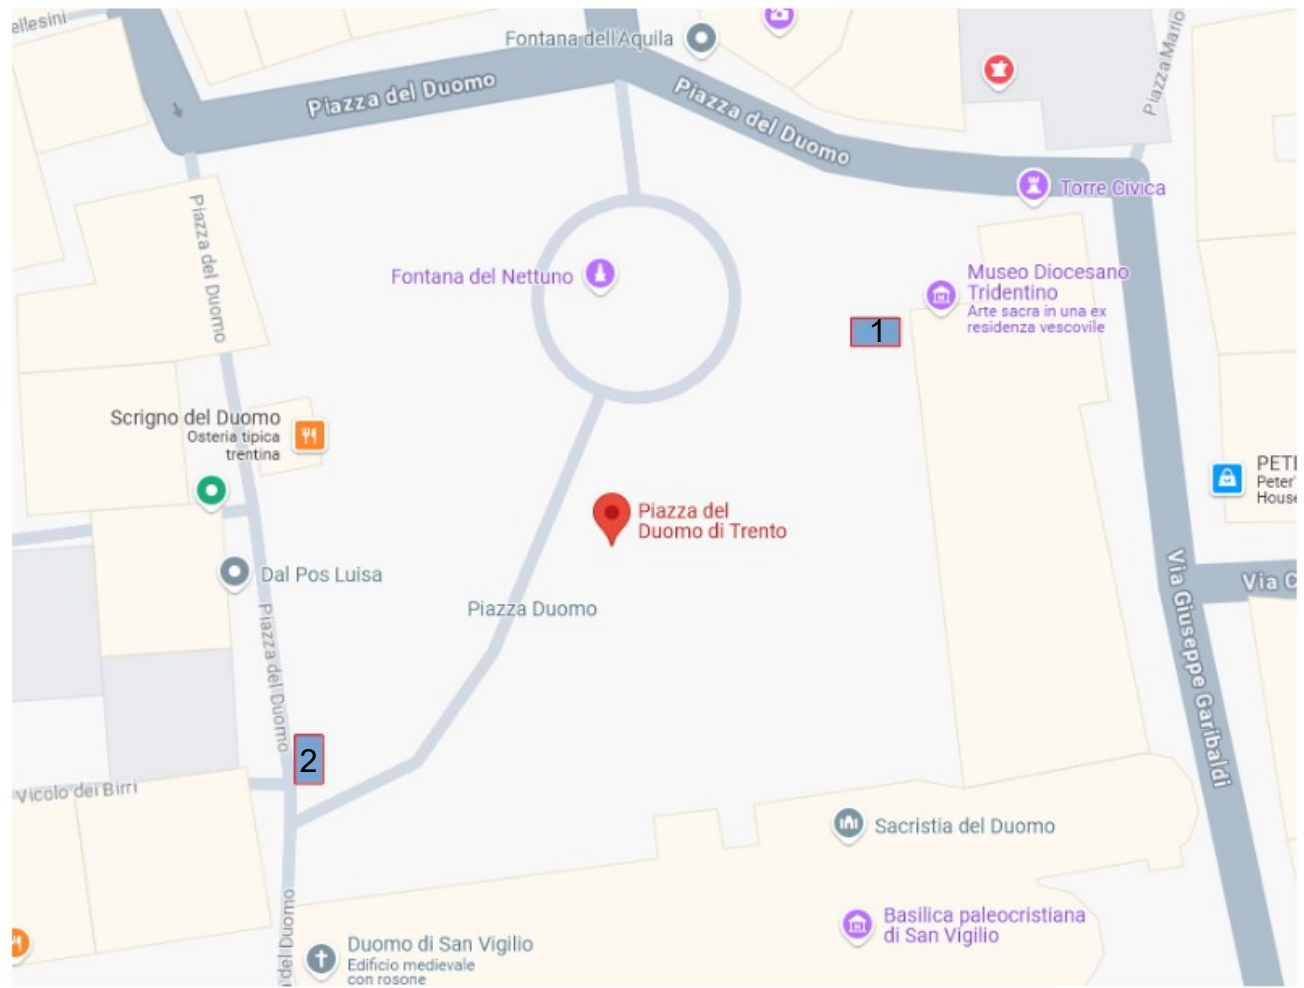 ellesini
Fontana dell'Aquila
Piazza del Duomo
Piazza del Duomo
Piazza Mario
Torre Civica
Piazza del Duomo
Fontana del Nettuno
Museo Diocesano
Tridentino
Arte sacra in una ex
residenza vescovile
1
Scrigno del Duomo
Osteria tipica
trentina
PETE
Peter'
House
Piazza del
Duomo di Trento
Dal Pos Luisa
Via C
Piazza Duomo
Piazza del Duomo
Via Giuseppe Garibaldi
2
Vicolo dei Birri
Sacristia del Duomo
Basilica paleocristiana
di San Vigilio
del Duomo
Duomo di San Vigilio
Edificio medievale
con rosone